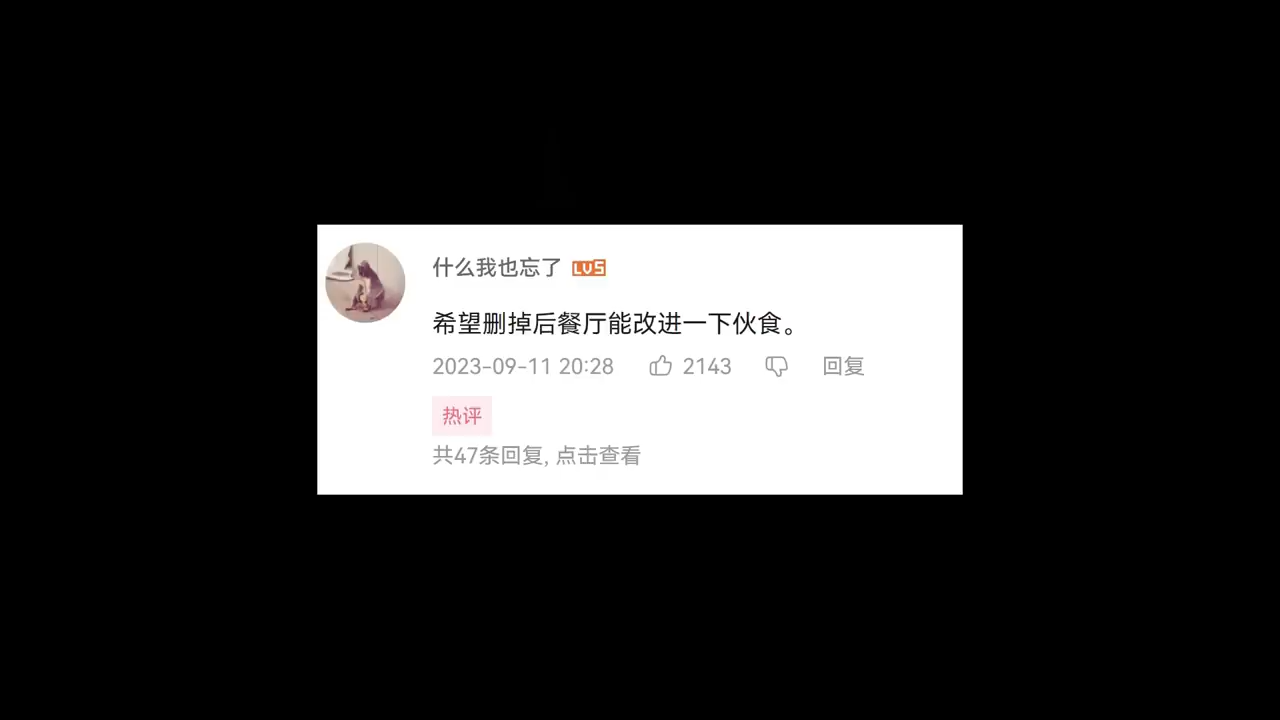 什么我也忘了 LV5
希望删掉后餐厅能改进一下伙食。
2023-09-11 20:28 2143 回复
热评
共47条回复, 点击查看